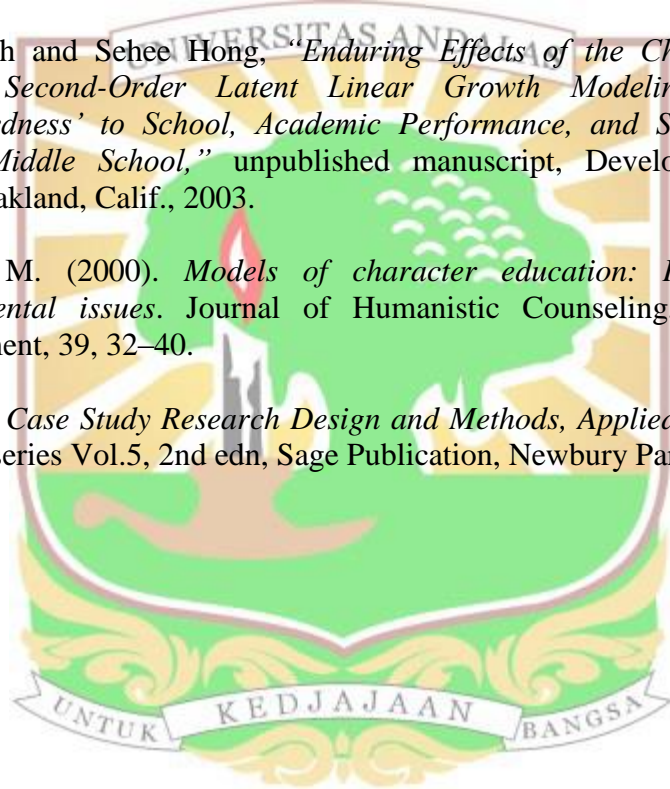 UNIVERSITAS ANDALAS
h and Sehee Hong, “Enduring Effects of the Ch
Second-Order Latent Linear Growth Modelin
dness’ to School, Academic Performance, and S
Middle School,” unpublished manuscript, Develo
akland, Calif., 2003.
M. (2000). Models of character education:
ental issues. Journal of Humanistic Counseling
ent, 39, 32–40.
Case Study Research Design and Methods, Applied
series Vol.5, 2nd edn, Sage Publication, Newbury Par
UNTUK KEDJAJAAN BANGSA